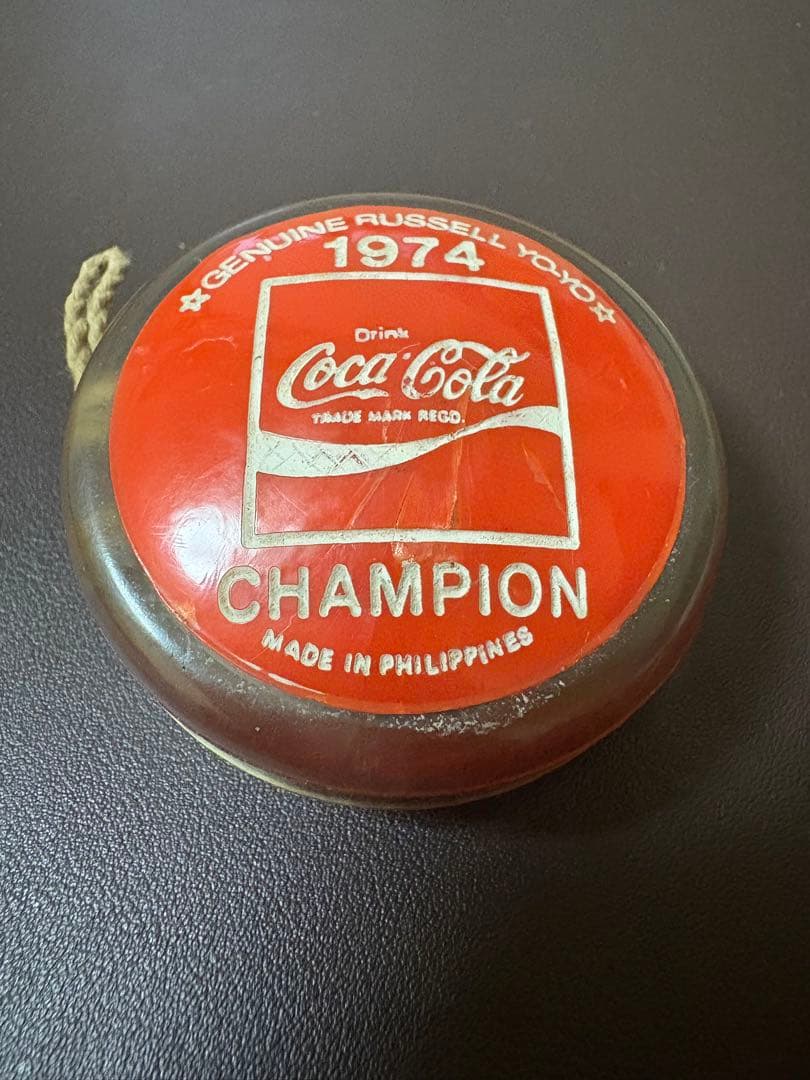 ☆GENUINE RUSSELL YO-YO☆
1974
Drink
Coca-Cola
TRADE MARK REGD.
CHAMPION
MADE IN PHILIPPINES